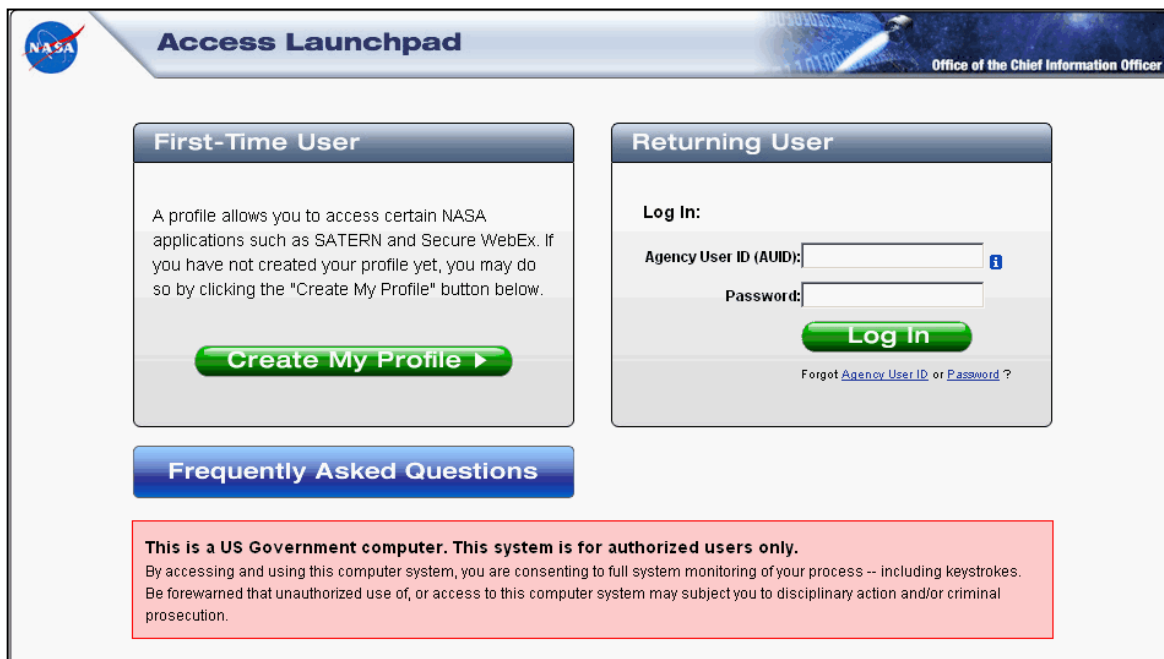 NASA
Access Launchpad
Office of the Chief Information Officer
First-Time User
A profile allows you to access certain NASA
applications such as SATERN and Secure WebEx. If
you have not created your profile yet, you may do
so by clicking the "Create My Profile" button below.
Create My Profile
Returning User
Log In:
Agency User ID (AUID):
i
Password:
Log In
Forgot Agency User ID or Password ?
Frequently Asked Questions
This is a US Government computer. This system is for authorized users only.
By accessing and using this computer system, you are consenting to full system monitoring of your process -- including keystrokes.
Be forewarned that unauthorized use of, or access to this computer system may subject you to disciplinary action and/or criminal
prosecution.